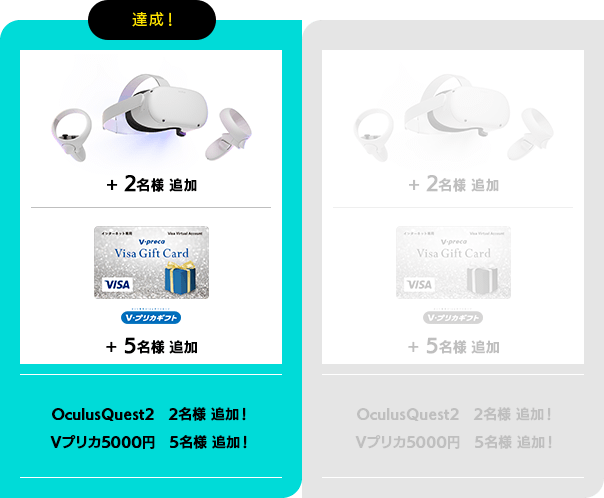 達成！
+ 2名様 追加
インターネット専用 Visa Virtual Account
V-preca
Visa Gift Card
VISA
V・プリカギフト
+ 5名様 追加
OculusQuest2 2名様 追加！
Vプリカ5000円 5名様 追加！
+ 2名様 追加
インターネット専用 Visa Virtual Account
V-preca
Visa Gift Card
VISA
V・プリカギフト
+ 5名様 追加
OculusQuest2 2名様 追加！
Vプリカ5000円 5名様 追加！